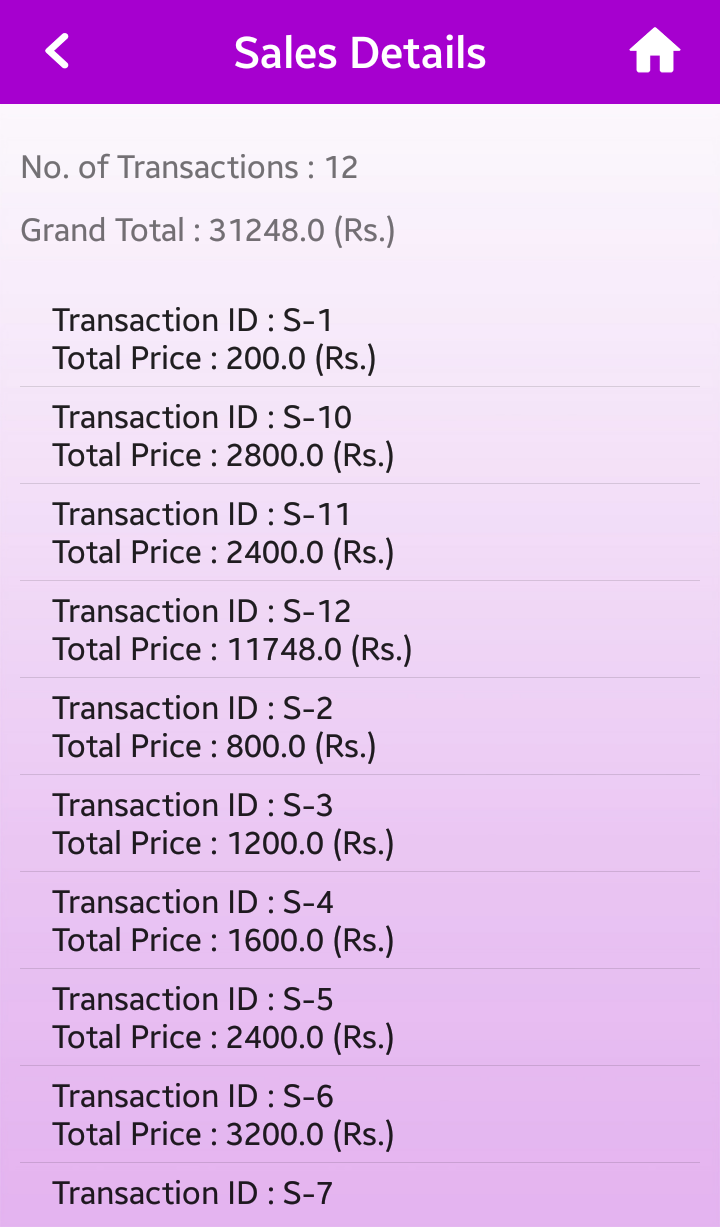 Sales Details
No. of Transactions : 12
Grand Total : 31248.0 (Rs.)
Transaction ID : S-1
Total Price : 200.0 (Rs.)
Transaction ID : S-10
Total Price : 2800.0 (Rs.)
Transaction ID : S-11
Total Price : 2400.0 (Rs.)
Transaction ID : S-12
Total Price : 11748.0 (Rs.)
Transaction ID : S-2
Total Price : 800.0 (Rs.)
Transaction ID : S-3
Total Price : 1200.0 (Rs.)
Transaction ID : S-4
Total Price : 1600.0 (Rs.)
Transaction ID : S-5
Total Price : 2400.0 (Rs.)
Transaction ID : S-6
Total Price : 3200.0 (Rs.)
Transaction ID : S-7